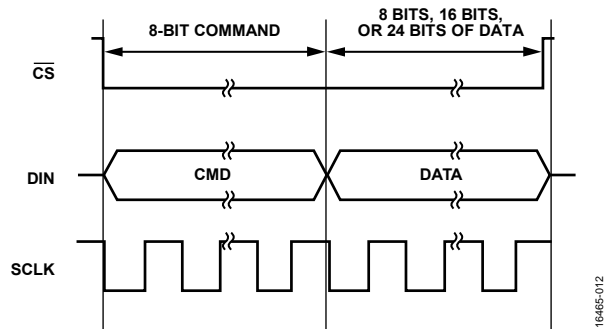 8-BIT COMMAND
8 BITS, 16 BITS,
OR 24 BITS OF DATA
CS
DIN
CMD
DATA
SCLK
16465-012